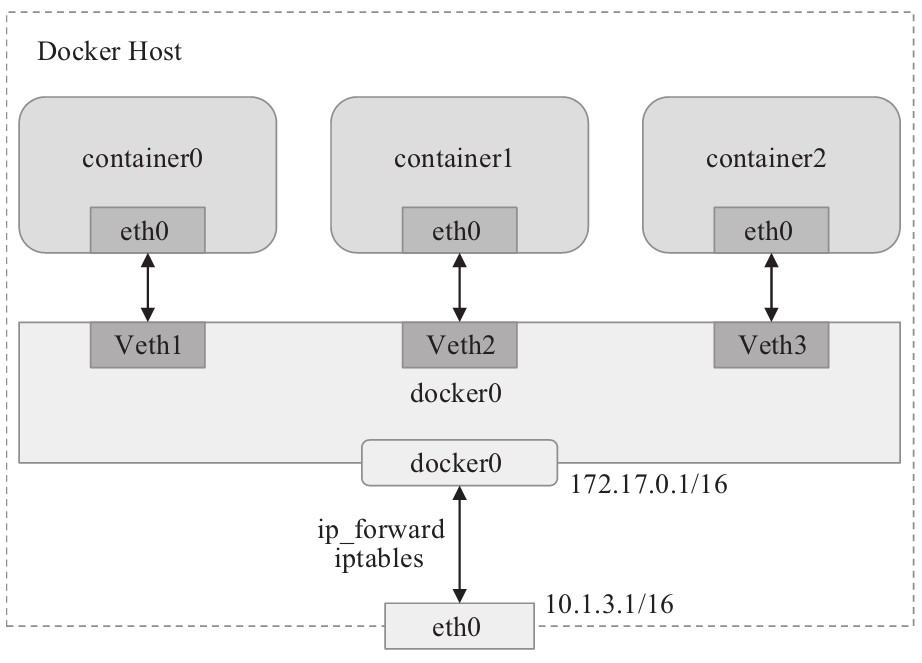 Docker Host
container0
container1
container2
eth0
eth0
eth0
Veth1
Veth2
Veth3
docker0
docker0
172.17.0.1/16
ip_forward
iptables
10.1.3.1/16
eth0